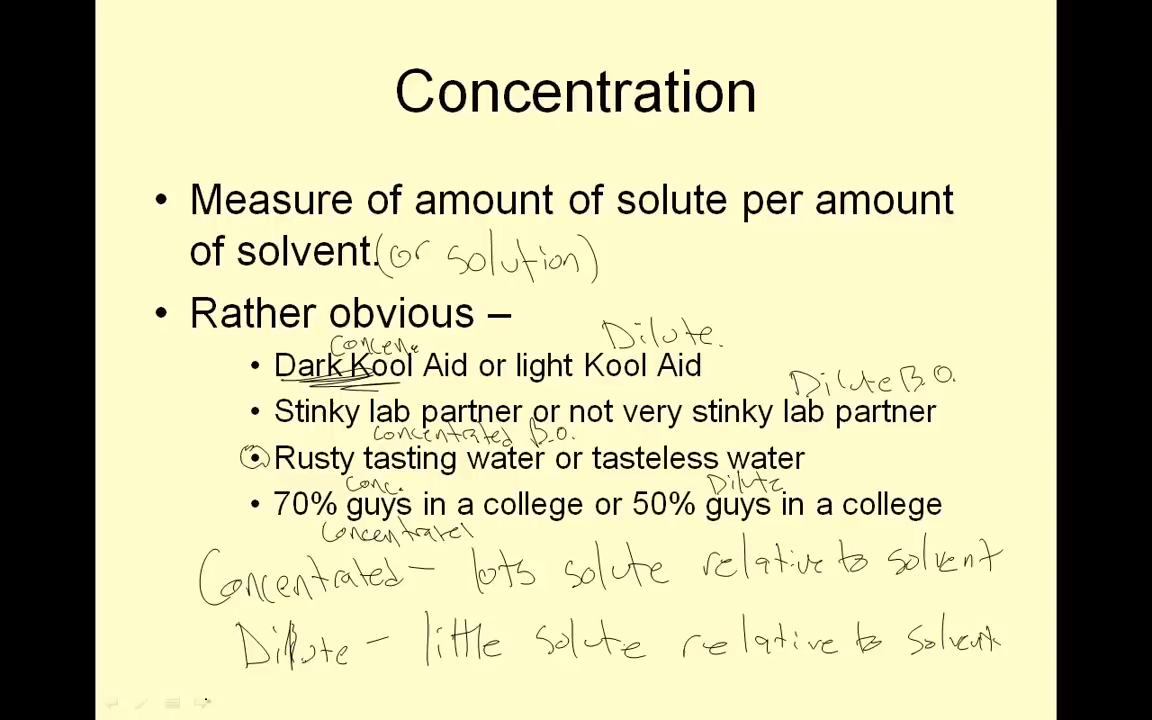 Concentration
• Measure of amount of solute per amount
of solvent. (or solution)
• Rather obvious –
Concen. Dilute.
• Dark Kool Aid or light Kool Aid
Dilute B.O.
• Stinky lab partner or not very stinky lab partner
concentrated B.O.
• Rusty tasting water or tasteless water
Conc. Dilute
• 70% guys in a college or 50% guys in a college
Concentrated
Concentrated – lots solute relative to solvent
Dilute – little solute relative to solvent